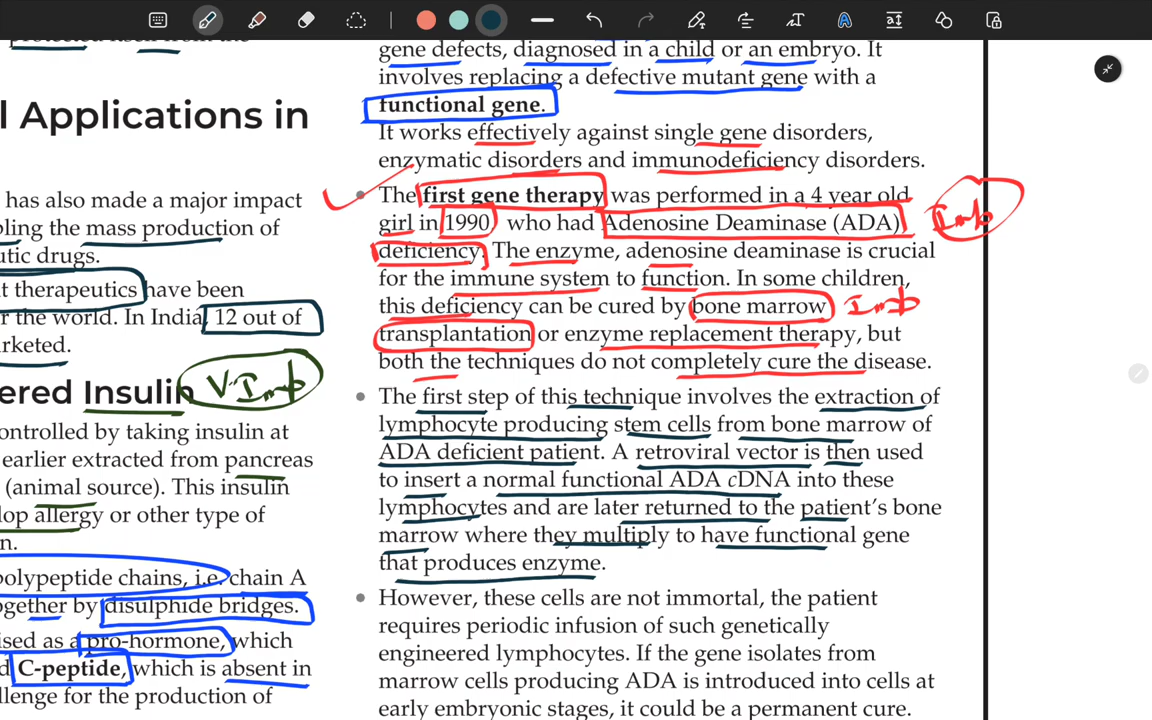 protected itself from the
l Applications in
has also made a major impact
bling the mass production of
utic drugs.
t therapeutics have been
r the world. In India, 12 out of
arketed.
ered Insulin V·Imb
ontrolled by taking insulin at
earlier extracted from pancreas
(animal source). This insulin
lop allergy or other type of
n.
polypeptide chains, i.e. chain A
ogether by disulphide bridges.
ised as a pro-hormone, which
d C-peptide, which is absent in
llenge for the production of
gene defects, diagnosed in a child or an embryo. It
involves replacing a defective mutant gene with a
functional gene.
It works effectively against single gene disorders,
enzymatic disorders and immunodeficiency disorders.
• The first gene therapy was performed in a 4 year old
girl in 1990 who had Adenosine Deaminase (ADA) Imb
deficiency. The enzyme, adenosine deaminase is crucial
for the immune system to function. In some children,
this deficiency can be cured by bone marrow Imb
transplantation or enzyme replacement therapy, but
both the techniques do not completely cure the disease.
• The first step of this technique involves the extraction of
lymphocyte producing stem cells from bone marrow of
ADA deficient patient. A retroviral vector is then used
to insert a normal functional ADA cDNA into these
lymphocytes and are later returned to the patient's bone
marrow where they multiply to have functional gene
that produces enzyme.
• However, these cells are not immortal, the patient
requires periodic infusion of such genetically
engineered lymphocytes. If the gene isolates from
marrow cells producing ADA is introduced into cells at
early embryonic stages, it could be a permanent cure.